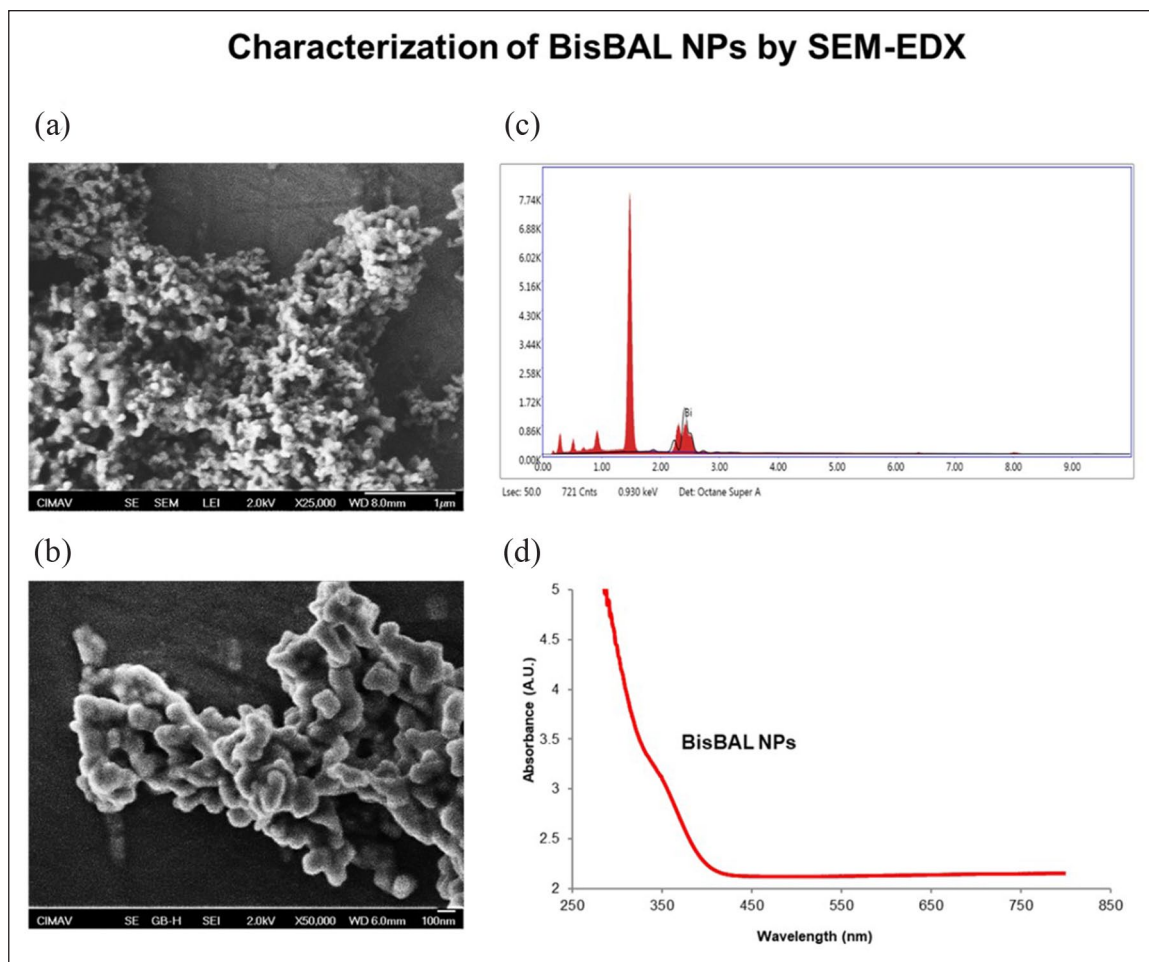 Characterization of BisBAL NPs by SEM-EDX
(a)
CIMAV SE SEM LEI 2.0kV X25,000 WD 8.0mm 1μm
(b)
CIMAV SE GB-H SEI 2.0kV X50,000 WD 6.0mm 100nm
(c)
7.74K
6.88K
6.02K
5.16K
4.30K
3.44K
2.58K
1.72K
0.86K
0.00K
Bi
0.00 1.00 2.00 3.00 4.00 5.00 6.00 7.00 8.00 9.00
Lsec: 50.0 721 Cnts 0.930 keV Det: Octane Super A
(d)
Absorbance (A.U.)
5
4.5
4
3.5
3
2.5
2
BisBAL NPs
250 350 450 550 650 750 850
Wavelength (nm)